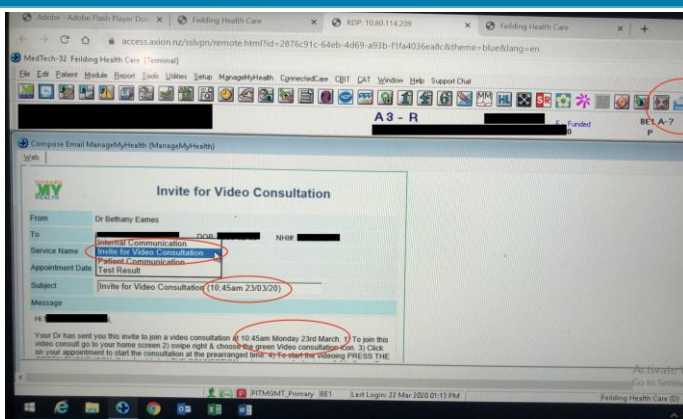 Adobe - Adobe Flash Player Dow
Feilding Health Care
RDP: 10.80.114.209
Feilding Health Care
access.axion.nz/sslvpn/remote.html?id=2876c91c-64eb-4d69-a93b-f1fa4036ea8c&theme=blue&lang=en
MedTech-32 Feilding Health Care [Terminal]
File Edit Patient Module Report Tools Utilities Setup ManageMyHealth ConnectedCare CBIT CAT Window Help Support Chat
A3 - R
Funded
BE1 A-?
B
P
Compose Email ManageMyHealth (ManageMyHealth)
Web
MANAGE MY HEALTH
Invite for Video Consultation
From Dr Bethany Eames
To DOB: NHI#:
Internal Communication
Service Name Invite for Video Consultation
Patient Communication
Appointment Date Test Result
Subject Invite for Video Consultation (10.45am 23/03/20)
Message
Hi
Your Dr has sent you this invite to join a video consultation at 10:45am Monday 23rd March. 1) To join this
video consult go to your home screen 2) swipe right & choose the green Video consultation icon. 3) Click
on your appointment to start the consultation at the prearranged time. 4) To start the videoing PRESS THE
Activate
Go to Setting
PITMGMT_Primary BE1 Last Login: 22 Mar 2020 01:13 PM
Feilding Health Care (D)